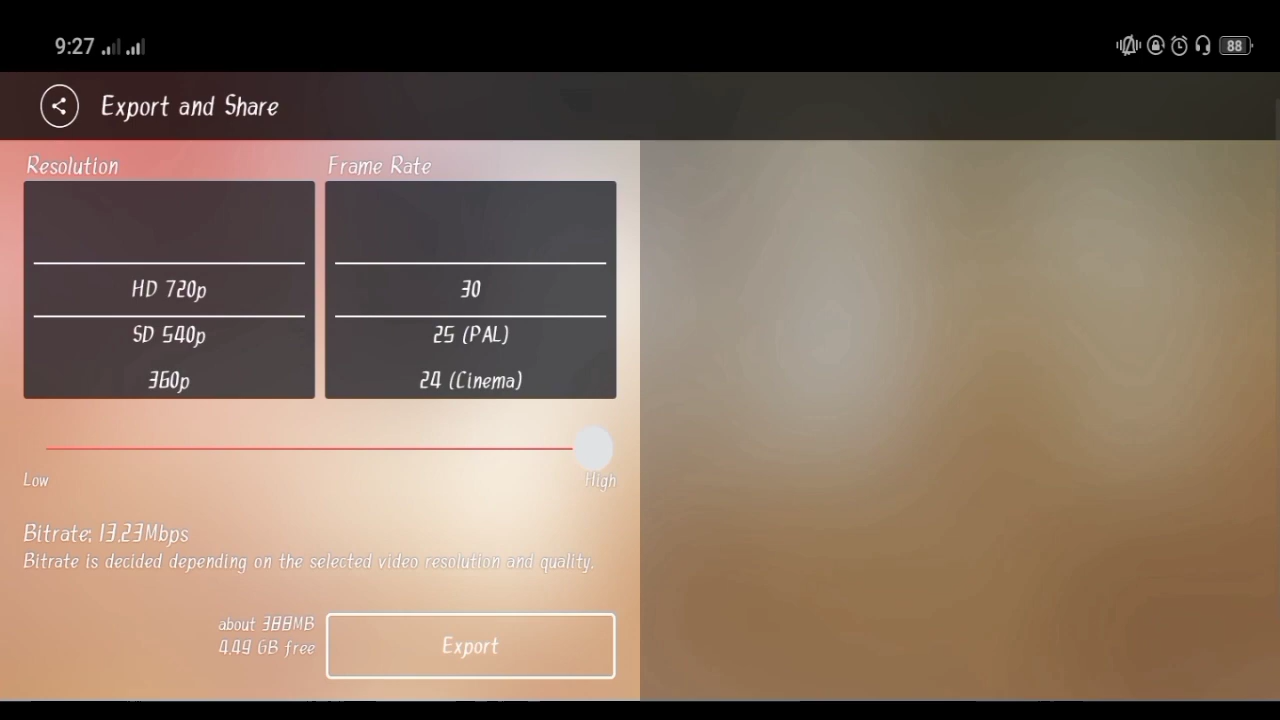 9:27
88
Export and Share
Resolution
Frame Rate
HD 720p
30
SD 540p
25 (PAL)
360p
24 (Cinema)
Low
High
Bitrate: 13.23Mbps
Bitrate is decided depending on the selected video resolution and quality.
about 388MB
4.49 GB free
Export